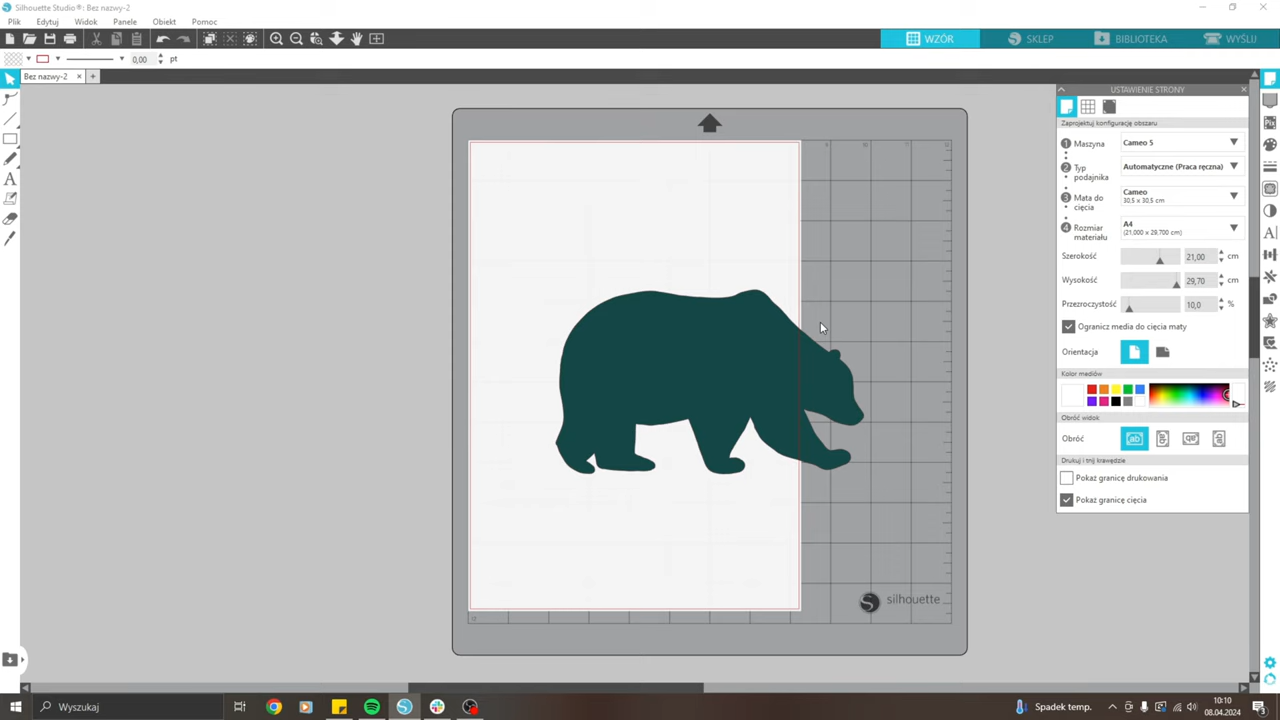 Silhouette Studio®: Bez nazwy-2
Plik Edytuj Widok Panele Obiekt Pomoc
WZÓR SKLEP BIBLIOTEKA WYŚLIJ
0,00 pt
Bez nazwy-2
USTAWIENIE STRONY
Zaprojektuj konfigurację obszaru.
1 Maszyna Cameo 5
2 Typ podajnika Automatyczne (Praca ręczna)
3 Mata do cięcia Cameo
30,5 x 30,5 cm
4 Rozmiar materiału A4
(21,000 x 29,700 cm)
Szerokość 21,00 cm
Wysokość 29,70 cm
Przezroczystość 10,0 %
Ogranicz media do cięcia maty
Orientacja
Kolor mediów
Obróć widok
Obróć
Drukuj i tnij krawędzie
Pokaż granicę drukowania
Pokaż granicę cięcia
silhouette
Wyszukaj
Spadek temp.
10:10
08.04.2024